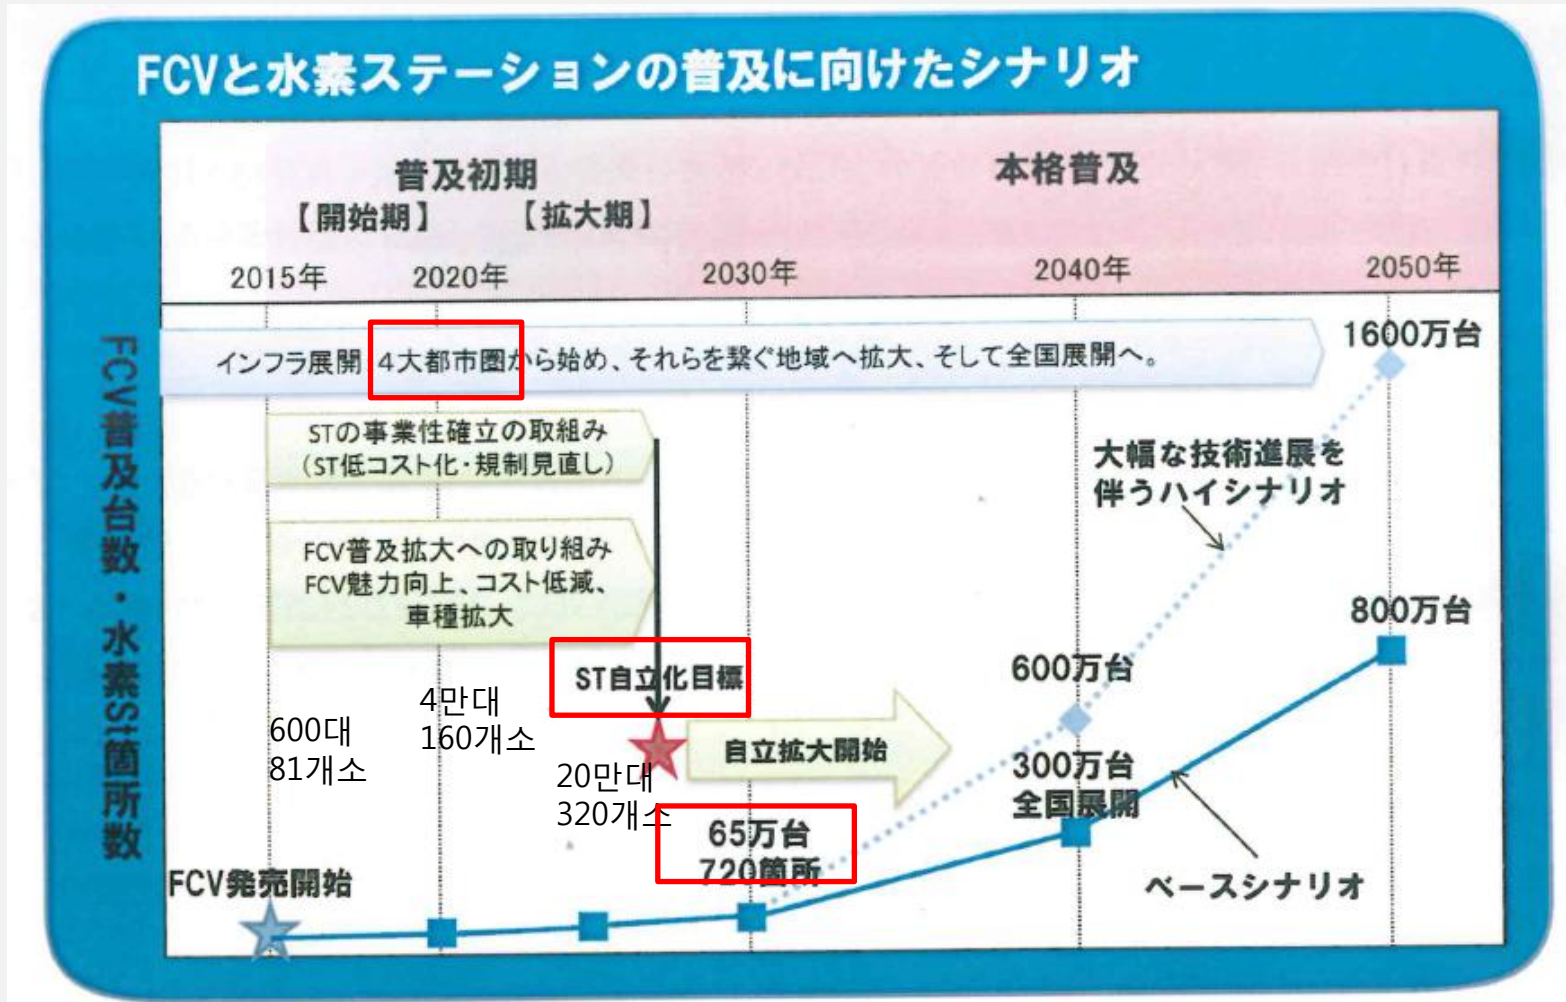 FCVと水素ステーションの普及に向けたシナリオ
普及初期
【開始期】 【拡大期】
本格普及
2015年 2020年 2030年 2040年 2050年
FCV普及台数・水素St箇所数
インフラ展開 4大都市圏から始め、それらを繋ぐ地域へ拡大、そして全国展開へ。
1600万台
STの事業性確立の取組み
(ST低コスト化・規制見直し)
大幅な技術進展を
伴うハイシナリオ
FCV普及拡大への取り組み
FCV魅力向上、コスト低減、
車種拡大
800万台
ST自立化目標
600万台
4만대
160개소
600대
81개소
自立拡大開始
20만대
320개소
300万台
全国展開
65万台
720箇所
FCV発売開始
ベースシナリオ